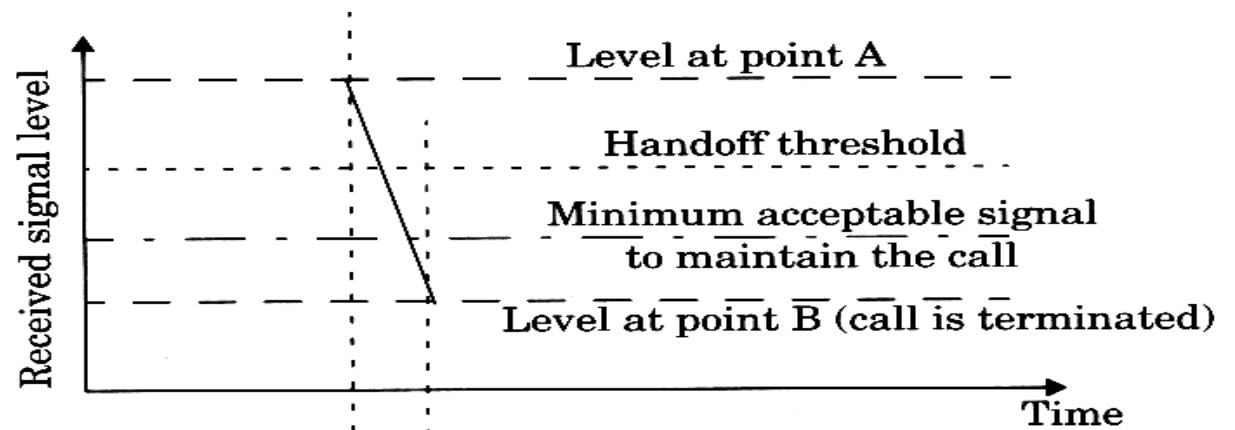 Received signal level
Level at point A
Handoff threshold
Minimum acceptable signal
to maintain the call
Level at point B (call is terminated)
Time